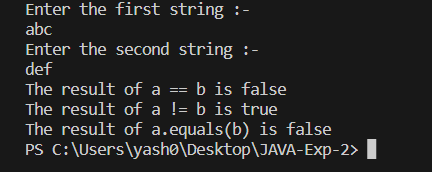 Enter the first string :-
abc
Enter the second string :-
def
The result of a == b is false
The result of a != b is true
The result of a.equals(b) is false
PS C:\Users\yash0\Desktop\JAVA-Exp-2>